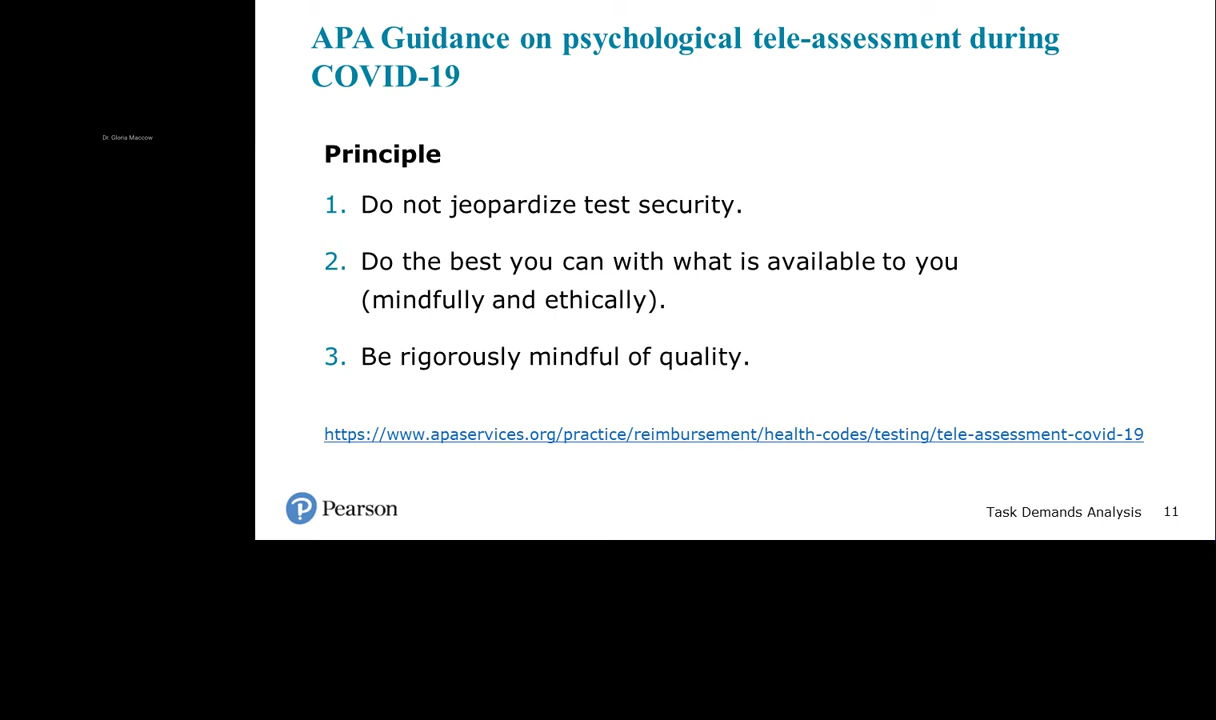 APA Guidance on psychological tele-assessment during
COVID-19
Dr. Gloria Maccow
Principle
1. Do not jeopardize test security.
2. Do the best you can with what is available to you
(mindfully and ethically).
3. Be rigorously mindful of quality.
https://www.apaservices.org/practice/reimbursement/health-codes/testing/tele-assessment-covid-19
Pearson
Task Demands Analysis 11